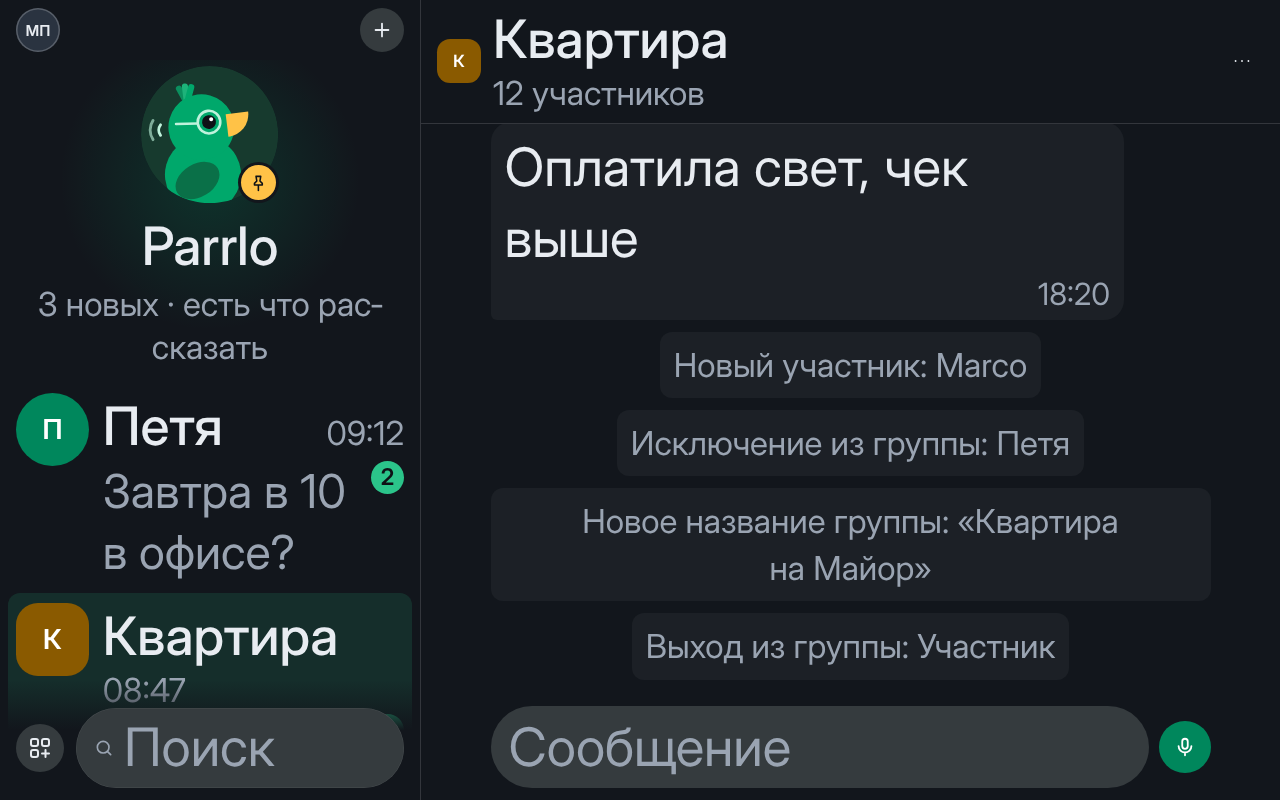 МП
Parrlo
3 новых · есть что рас-
сказать
П
Петя
09:12
Завтра в 10
2
в офисе?
К
Квартира
08:47
Поиск
К
Квартира
12 участников
...
Оплатила свет, чек
выше
18:20
Новый участник: Marco
Исключение из группы: Петя
Новое название группы: «Квартира
на Майор»
Выход из группы: Участник
Сообщение